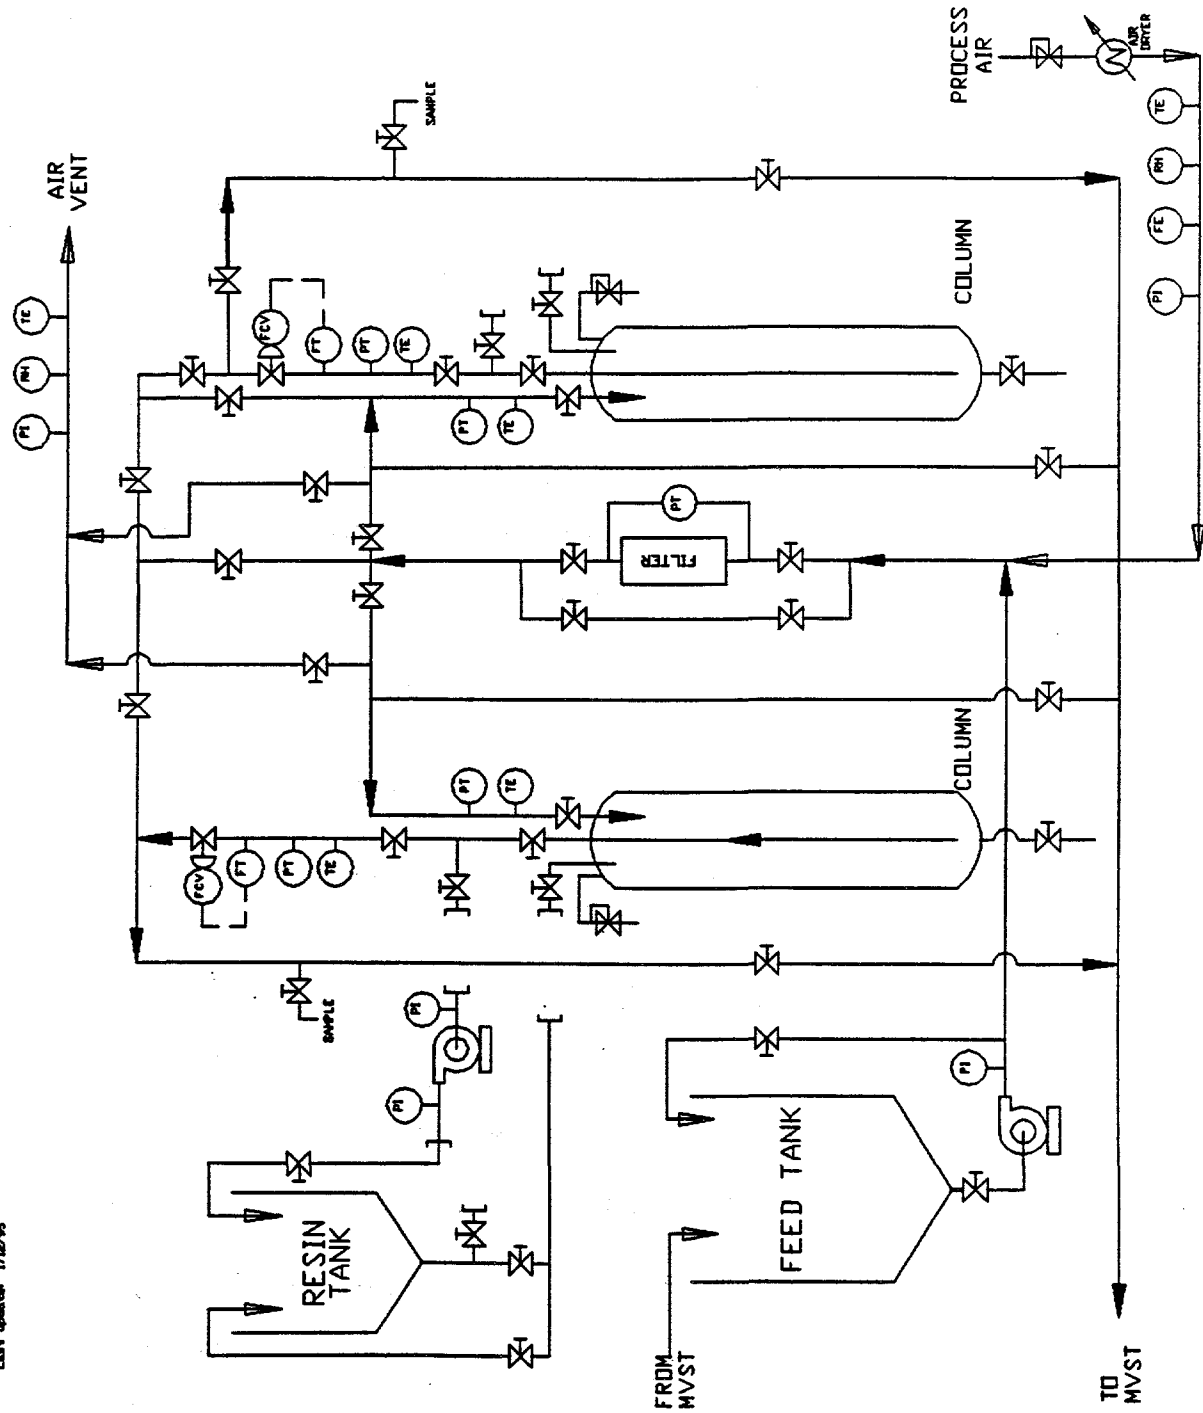 PROCESS
AIR
AIR
DRYER
TE
RH
FE
PI
AIR
VENT
TE
RH
PI
SAMPLE
FCV
FT
PT
TE
PT
TE
COLUMN
PT
FILTER
COLUMN
PT
TE
FCV
FT
PT
TE
SAMPLE
PI
PI
RESIN
TANK
PI
FEED TANK
FROM
MVST
TO
MVST